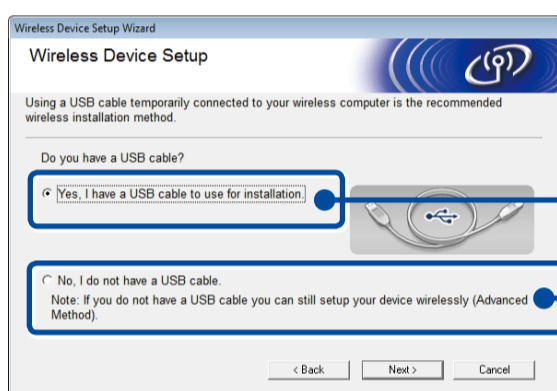 Wireless Device Setup Wizard
Wireless Device Setup
Using a USB cable temporarily connected to your wireless computer is the recommended
wireless installation method.
Do you have a USB cable?
Yes, I have a USB cable to use for installation.
No, I do not have a USB cable.
Note: If you do not have a USB cable you can still setup your device wirelessly (Advanced
Method).
< Back
Next >
Cancel